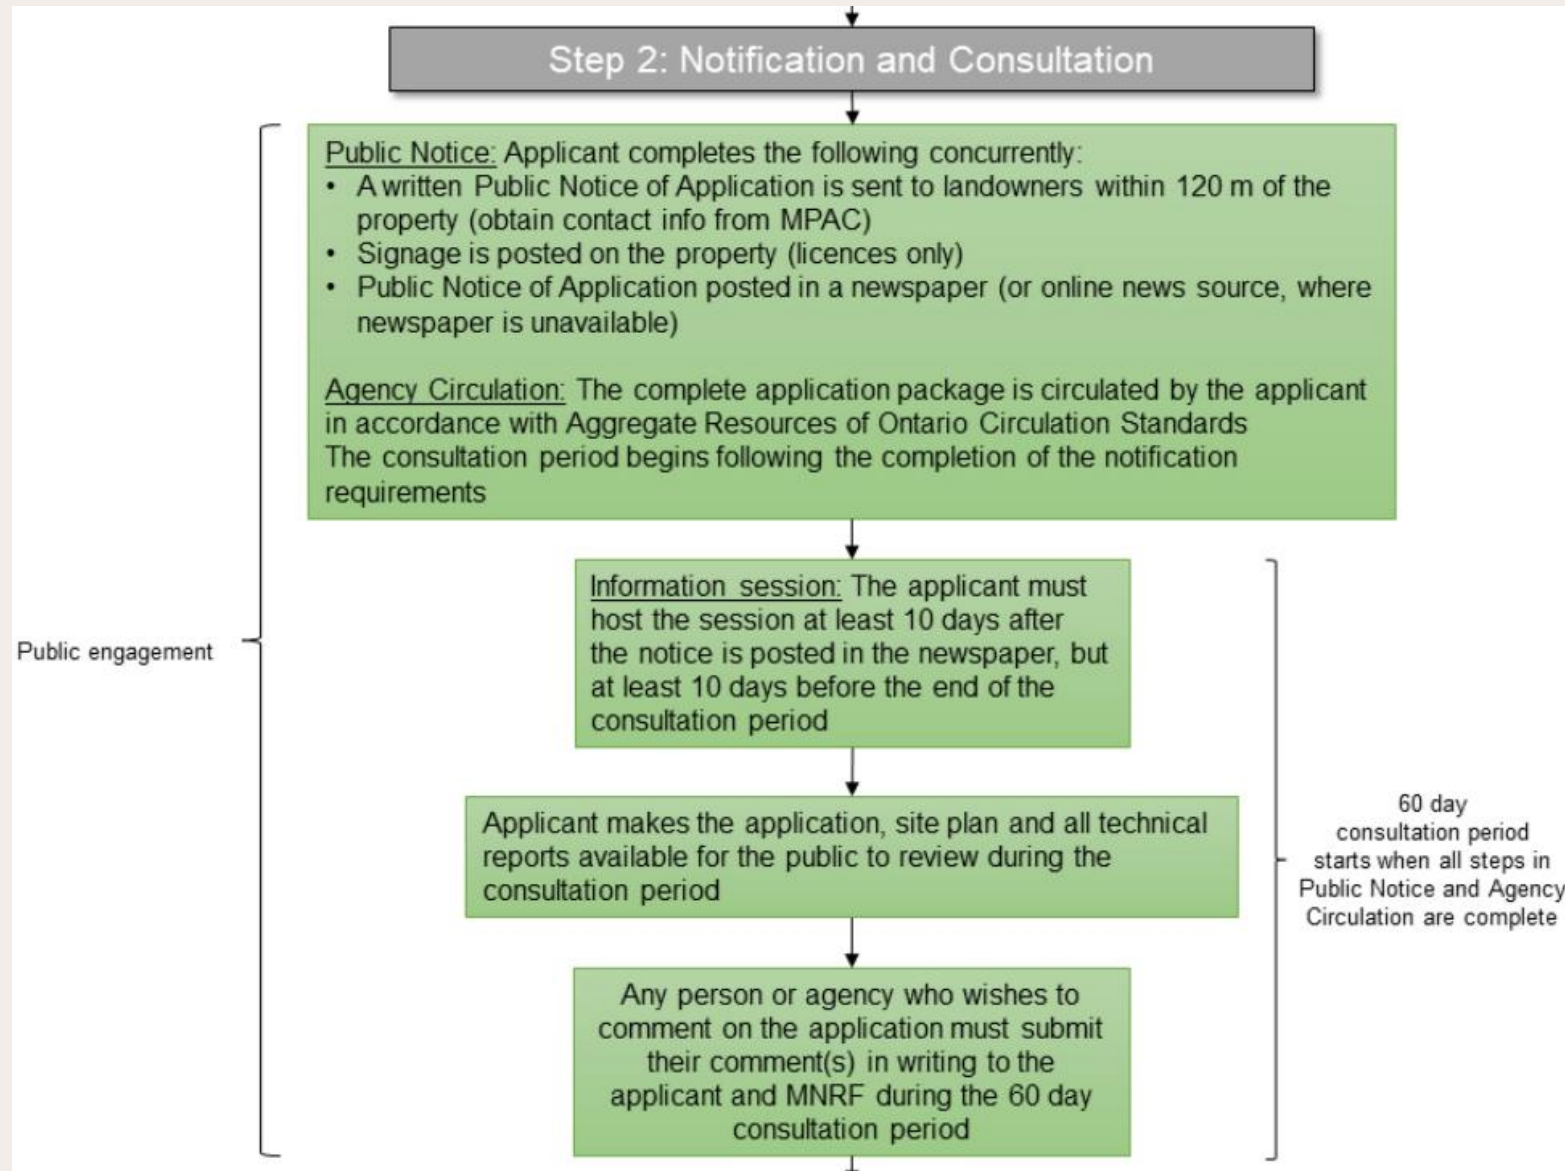 Step 2: Notification and Consultation
Public Notice: Applicant completes the following concurrently:
• A written Public Notice of Application is sent to landowners within 120 m of the
property (obtain contact info from MPAC)
• Signage is posted on the property (licences only)
• Public Notice of Application posted in a newspaper (or online news source, where
newspaper is unavailable)
Agency Circulation: The complete application package is circulated by the applicant
in accordance with Aggregate Resources of Ontario Circulation Standards
The consultation period begins following the completion of the notification
requirements
Information session: The applicant must
host the session at least 10 days after
the notice is posted in the newspaper, but
at least 10 days before the end of the
consultation period
Public engagement
Applicant makes the application, site plan and all technical
reports available for the public to review during the
consultation period
60 day
consultation period
starts when all steps in
Public Notice and Agency
Circulation are complete
Any person or agency who wishes to
comment on the application must submit
their comment(s) in writing to the
applicant and MNRF during the 60 day
consultation period